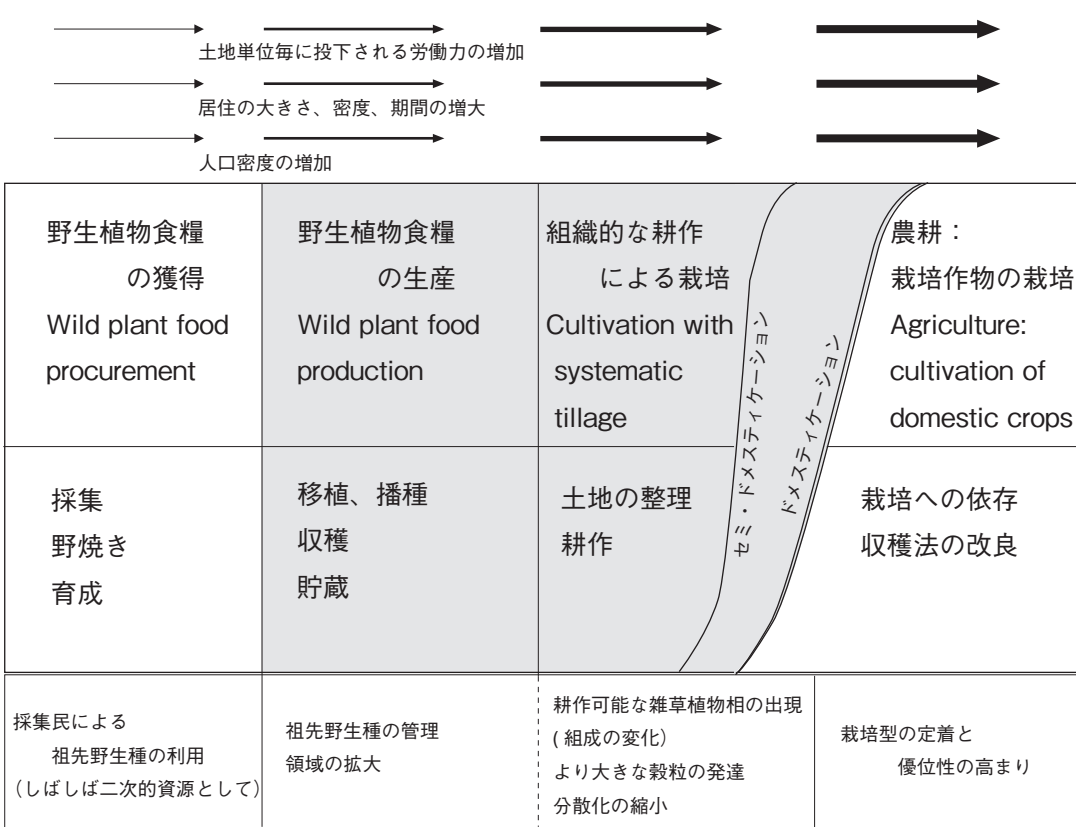 土地単位毎に投下される労働力の増加
居住の大きさ、密度、期間の増大
人口密度の増加
野生植物食糧
の獲得
Wild plant food
procurement
野生植物食糧
の生産
Wild plant food
production
組織的な耕作
による栽培
Cultivation with
systematic
tillage
セミ・ドメスティケーション
ドメスティケーション
農耕：
栽培作物の栽培
Agriculture:
cultivation of
domestic crops
採集
野焼き
育成
移植、播種
収穫
貯蔵
土地の整理
耕作
栽培への依存
収穫法の改良
採集民による
祖先野生種の利用
（しばしば二次的資源として）
祖先野生種の管理
領域の拡大
耕作可能な雑草植物相の出現
( 組成の変化）
より大きな穀粒の発達
分散化の縮小
栽培型の定着と
優位性の高まり